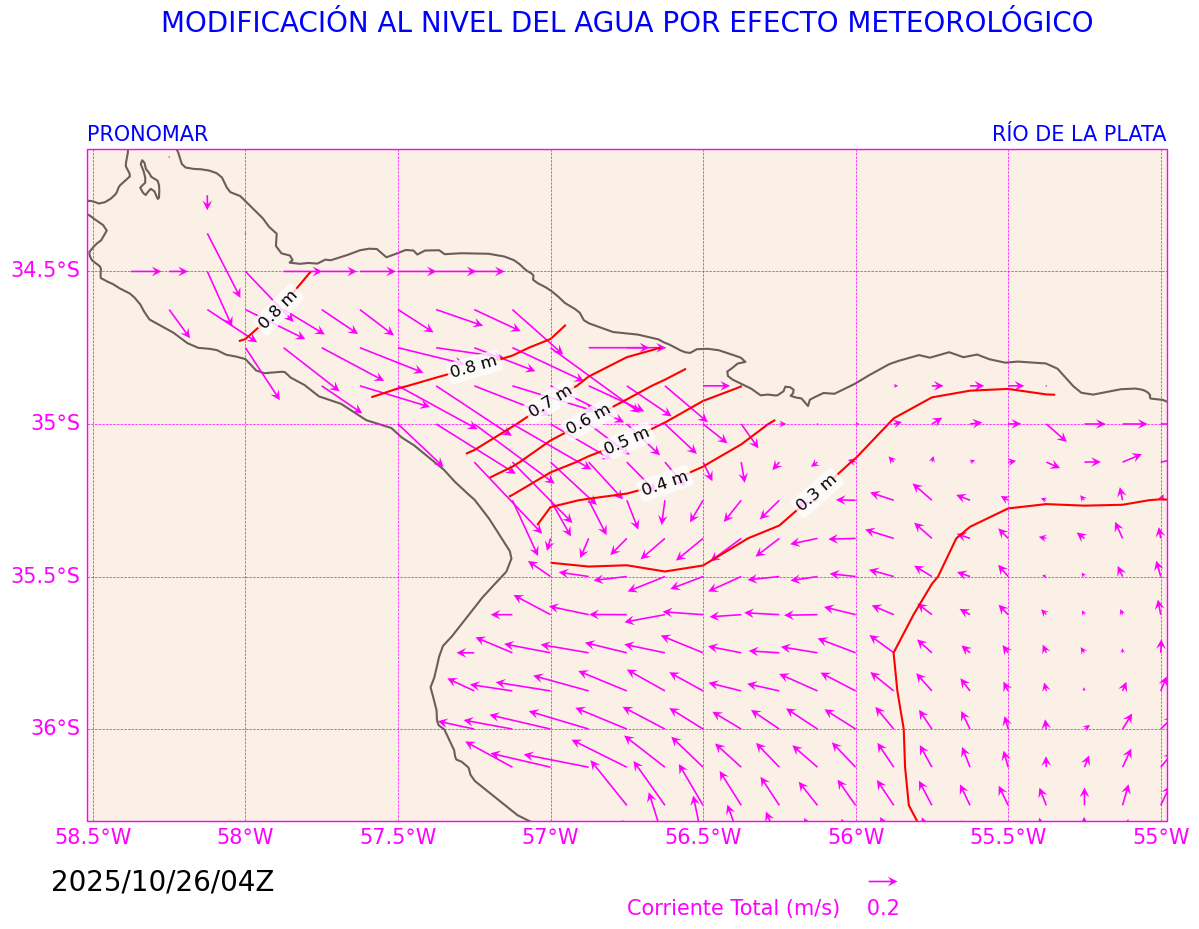 MODIFICACIÓN AL NIVEL DEL AGUA POR EFECTO METEOROLÓGICO
PRONOMAR
RÍO DE LA PLATA
34.5°S
35°S
35.5°S
36°S
0.8 m
0.8 m
0.7 m
0.6 m
0.5 m
0.4 m
0.3 m
58.5°W
58°W
57.5°W
57°W
56.5°W
56°W
55.5°W
55°W
2025/10/26/04Z
Corriente Total (m/s)
0.2